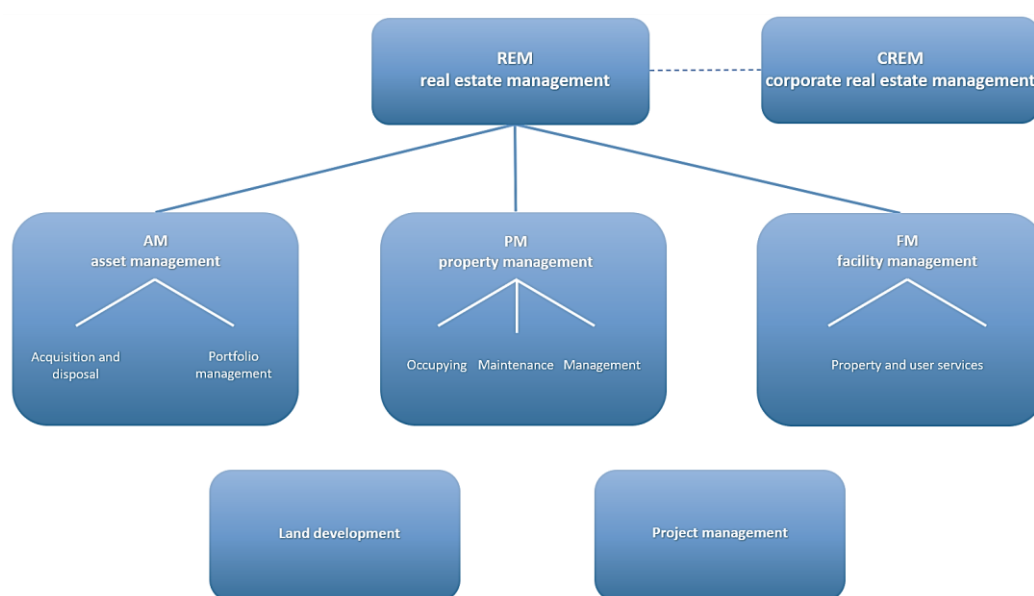 REM
real estate management
CREM
corporate real estate management
AM
asset management
Acquisition and
disposal
Portfolio
management
PM
property management
Occupying
Maintenance
Management
FM
facility management
Property and user services
Land development
Project management